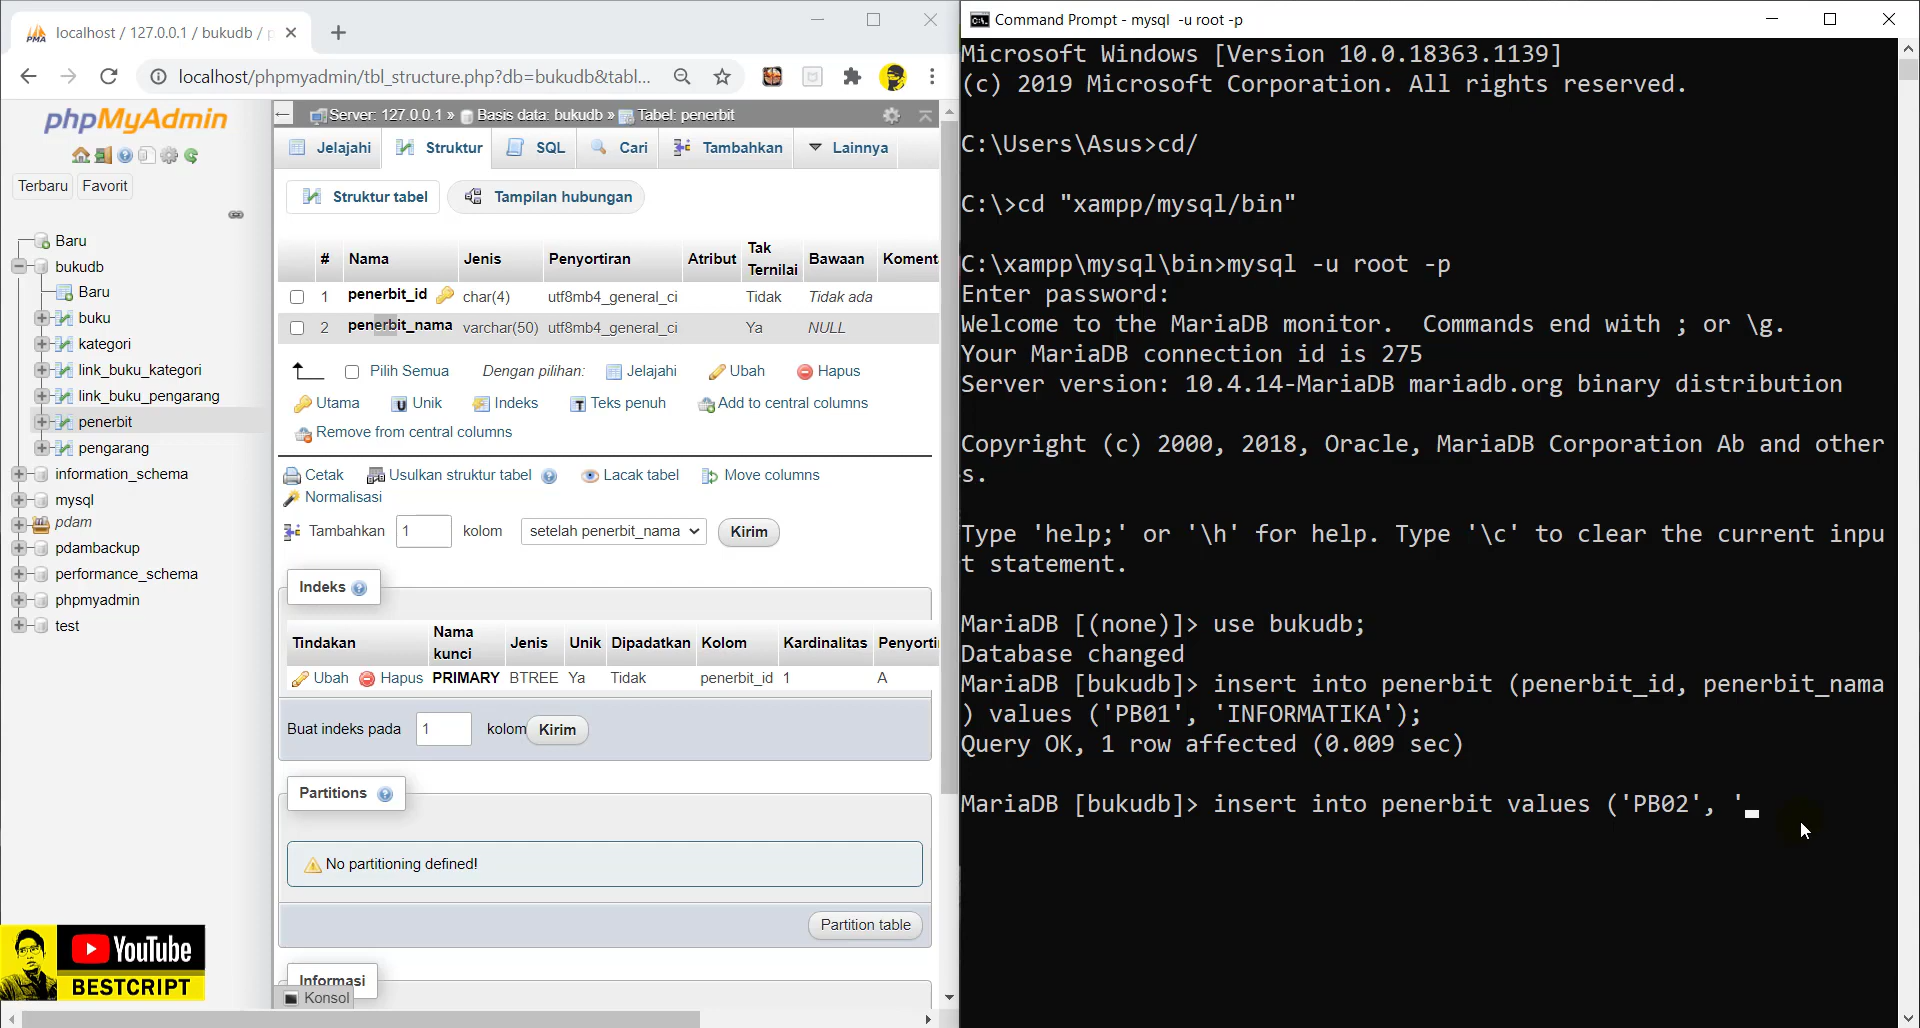 localhost / 127.0.0.1 / bukudb / p
localhost/phpmyadmin/tbl_structure.php?db=bukudb&tabl...
phpMyAdmin
Terbaru Favorit
Baru
bukudb
Baru
buku
kategori
link_buku_kategori
link_buku_pengarang
penerbit
pengarang
information_schema
mysql
pdam
pdambackup
performance_schema
phpmyadmin
test
YouTube
BESTCRIPT
Server: 127.0.0.1 » Basis data: bukudb » Tabel: penerbit
Jelajahi Struktur SQL Cari Tambahkan Lainnya
Struktur tabel Tampilan hubungan
# Nama Jenis Penyortiran Atribut Tak Ternilai Bawaan Koment
1 penerbit_id char(4) utf8mb4_general_ci Tidak Tidak ada
2 penerbit_nama varchar(50) utf8mb4_general_ci Ya NULL
Pilih Semua Dengan pilihan: Jelajahi Ubah Hapus
Utama Unik Indeks Teks penuh Add to central columns
Remove from central columns
Cetak Usulkan struktur tabel Lacak tabel Move columns
Normalisasi
Tambahkan 1 kolom setelah penerbit_nama Kirim
Indeks
Tindakan Nama kunci Jenis Unik Dipadatkan Kolom Kardinalitas Penyorti
Ubah Hapus PRIMARY BTREE Ya Tidak penerbit_id 1 A
Buat indeks pada 1 kolom Kirim
Partitions
No partitioning defined!
Partition table
Informasi
Konsol
Command Prompt - mysql -u root -p
Microsoft Windows [Version 10.0.18363.1139]
(c) 2019 Microsoft Corporation. All rights reserved.
C:\Users\Asus>cd/
C:\>cd "xampp/mysql/bin"
C:\xampp\mysql\bin>mysql -u root -p
Enter password:
Welcome to the MariaDB monitor.  Commands end with ; or \g.
Your MariaDB connection id is 275
Server version: 10.4.14-MariaDB mariadb.org binary distribution
Copyright (c) 2000, 2018, Oracle, MariaDB Corporation Ab and other
s.
Type 'help;' or '\h' for help. Type '\c' to clear the current inpu
t statement.
MariaDB [(none)]> use bukudb;
Database changed
MariaDB [bukudb]> insert into penerbit (penerbit_id, penerbit_nama
) values ('PB01', 'INFORMATIKA');
Query OK, 1 row affected (0.009 sec)
MariaDB [bukudb]> insert into penerbit values ('PB02', '